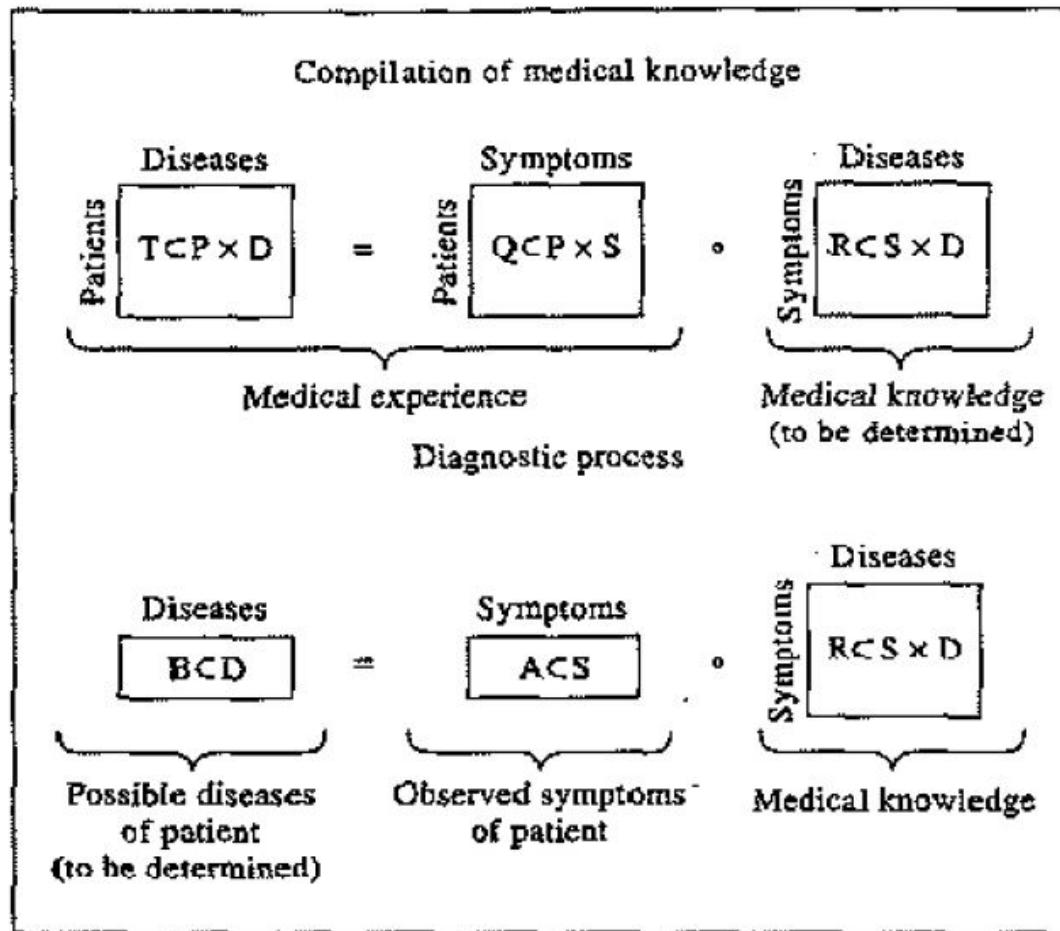 Compilation of medical knowledge
Diseases
Symptoms
Diseases
Patients
T⊂P × D
=
Patients
Q⊂P × S
∘
Symptoms
R⊂S × D
Medical experience
Medical knowledge
(to be determined)
Diagnostic process
Diseases
Diseases
Symptoms
Symptoms
B⊂D
=
A⊂S
∘
R⊂S × D
Possible diseases
of patient
(to be determined)
Observed symptoms
of patient
Medical knowledge